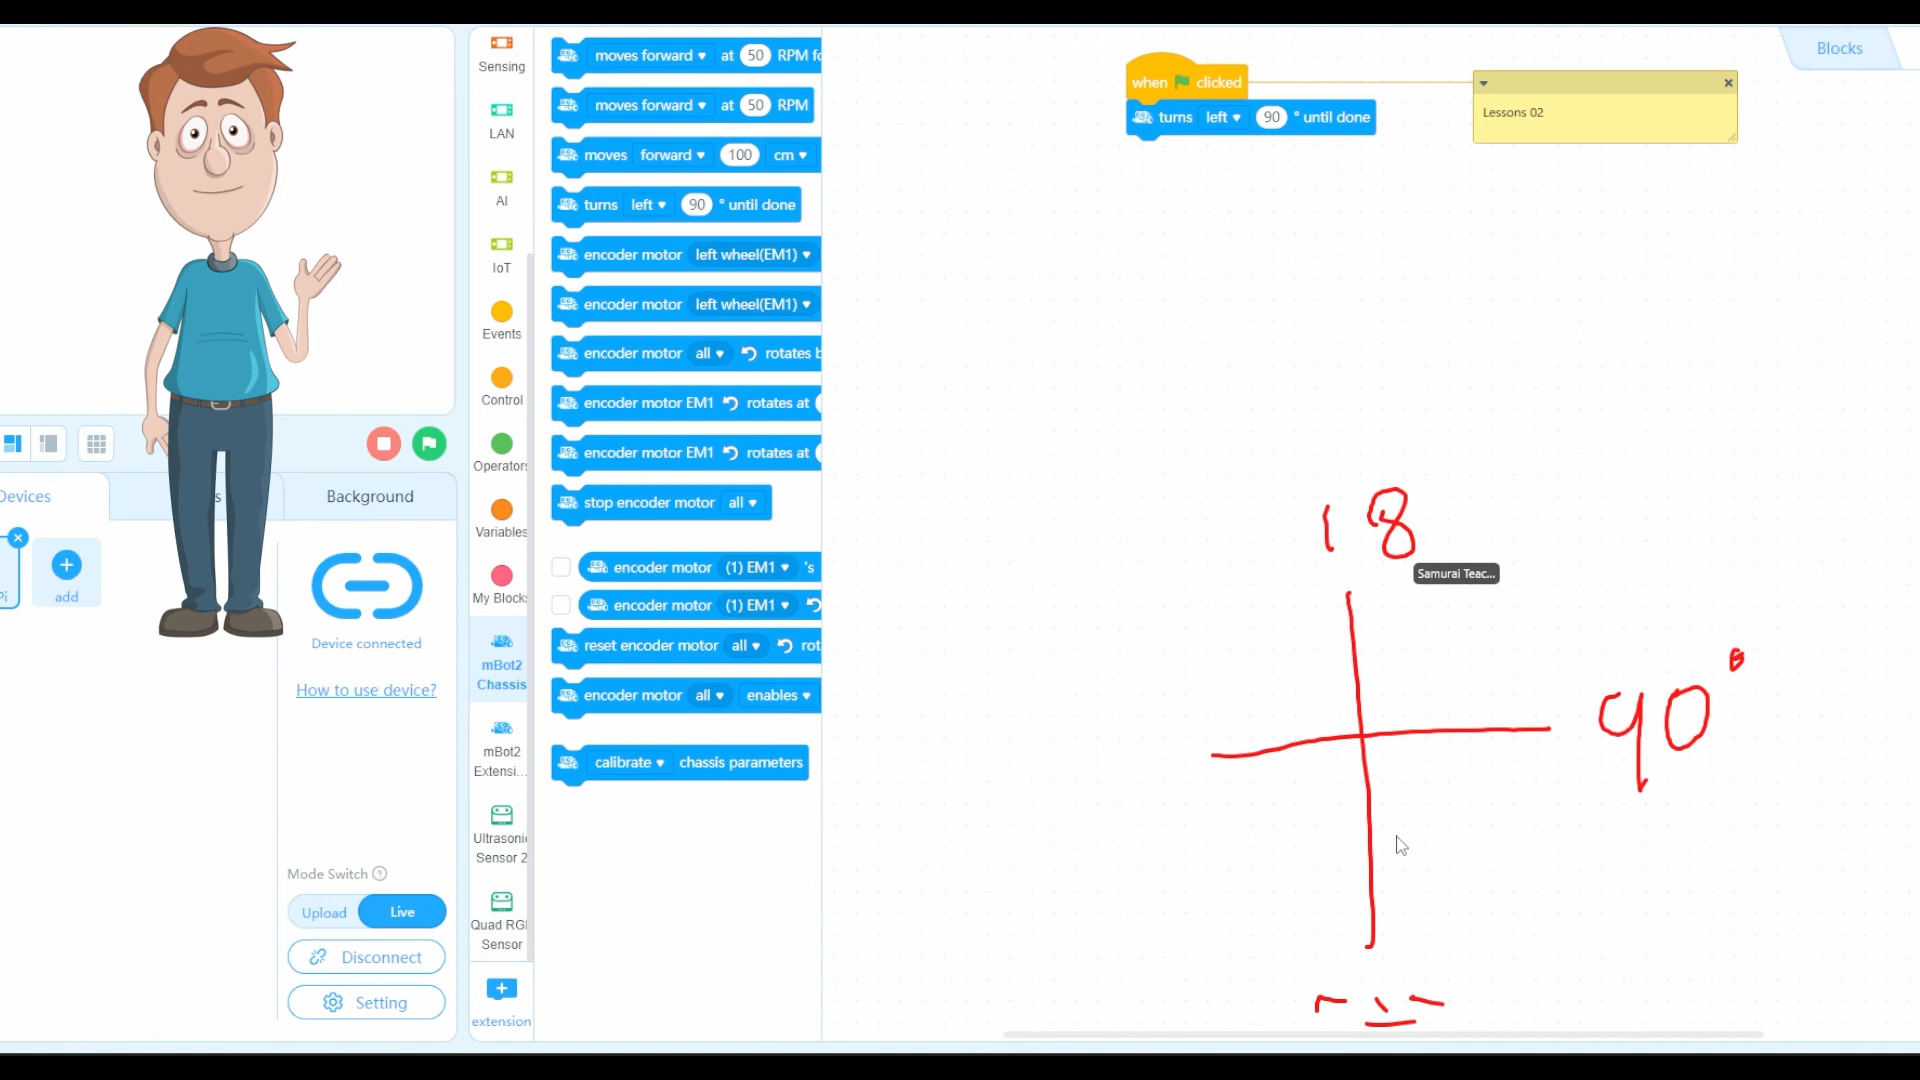 Sensing
LAN
AI
IoT
Events
Control
Operators
Variables
My Blocks
mBot2
Chassis
mBot2
Extensi...
Ultrasonic
Sensor 2
Quad RGB
Sensor
extension
moves forward at 50 RPM fo
moves forward at 50 RPM
moves forward 100 cm
turns left 90 ° until done
encoder motor left wheel(EM1)
encoder motor left wheel(EM1)
encoder motor all rotates b
encoder motor EM1 rotates at
encoder motor EM1 rotates at
stop encoder motor all
encoder motor (1) EM1 's
encoder motor (1) EM1
reset encoder motor all rot
encoder motor all enables
calibrate chassis parameters
when clicked
turns left 90 ° until done
Lessons 02
Blocks
18
Samurai Teac...
90°
Devices
Background
Pi
add
Device connected
How to use device?
Mode Switch
Upload
Live
Disconnect
Setting